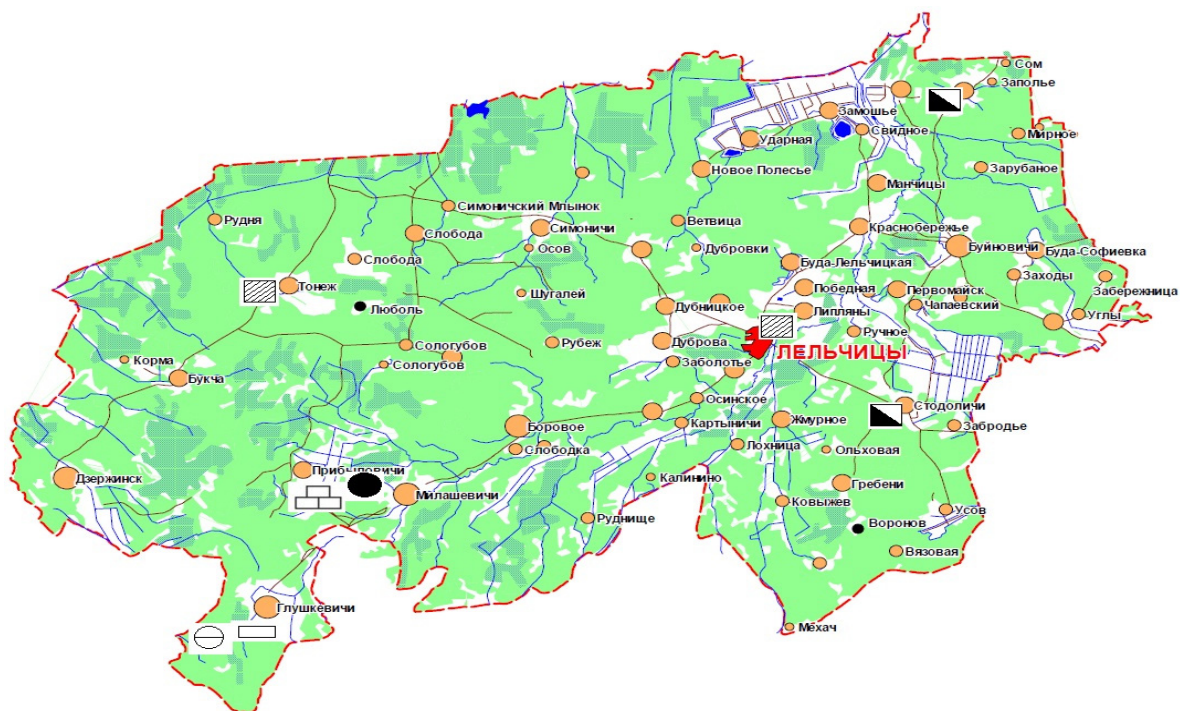 Сом
Заполье
Замошье
Свидное
Мирное
Ударная
Новое Полесье
Зарубаное
Манчицы
Симоничский Млынок
Рудня
Слобода
Симоничи
Ветвица
Краснобережье
Осов
Дубровки
Буйновичи
Буда-Софиевка
Слобода
Буда-Лельчицкая
Заходы
Тонеж
Шугалей
Победная
Первомайск
Забережница
Люболь
Дубницкое
Чапаевский
Липляны
Углы
Ручное
Сологубов
Рубеж
Дуброва
ЛЕЛЬЧИЦЫ
Корма
Сологубов
Заболотье
Букча
Осинское
Стодоличи
Боровое
Картыничи
Жмурное
Забродье
Слободка
Лохница
Ольховая
Прибыловичи
Дзержинск
Калинино
Гребени
Милашевичи
Ковыжев
Усов
Руднище
Воронов
Вязовая
Глушкевичи
Мехач